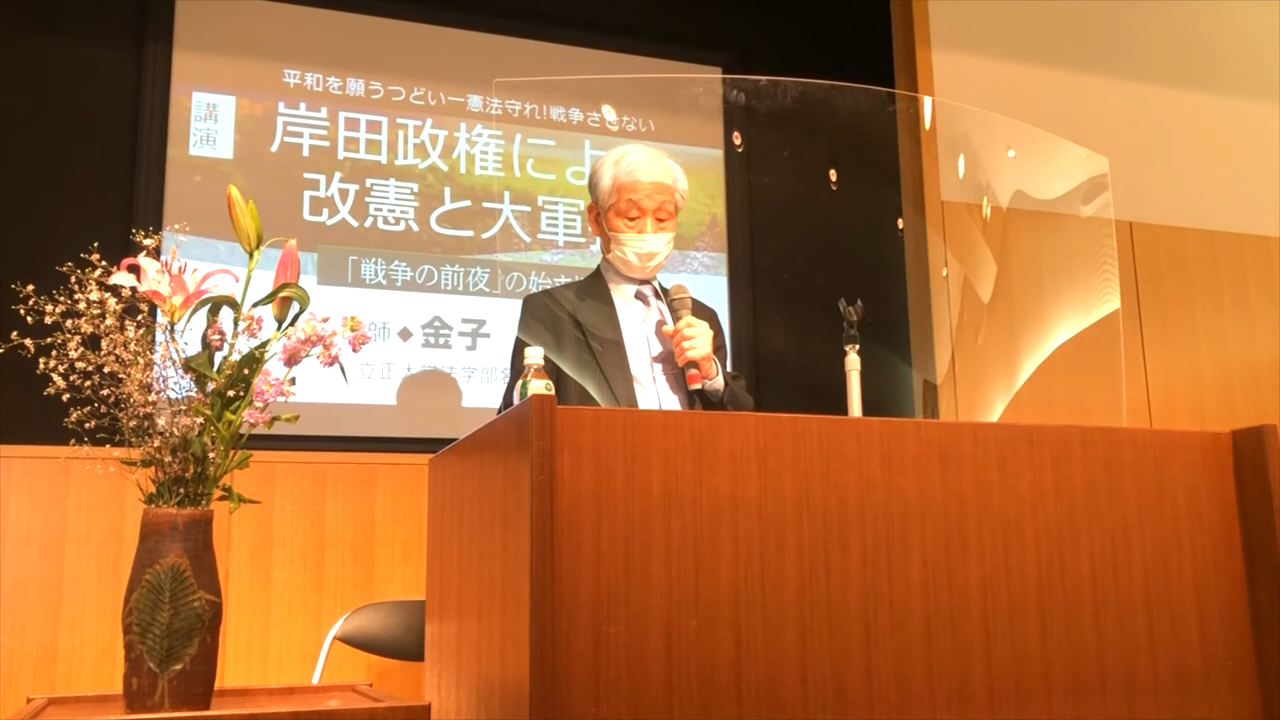 平和を願うつどいー憲法守れ!戦争させない
講演
岸田政権によ
改憲と大軍
「戦争の前夜」の始ま
師◆金子
立正大学法学部名